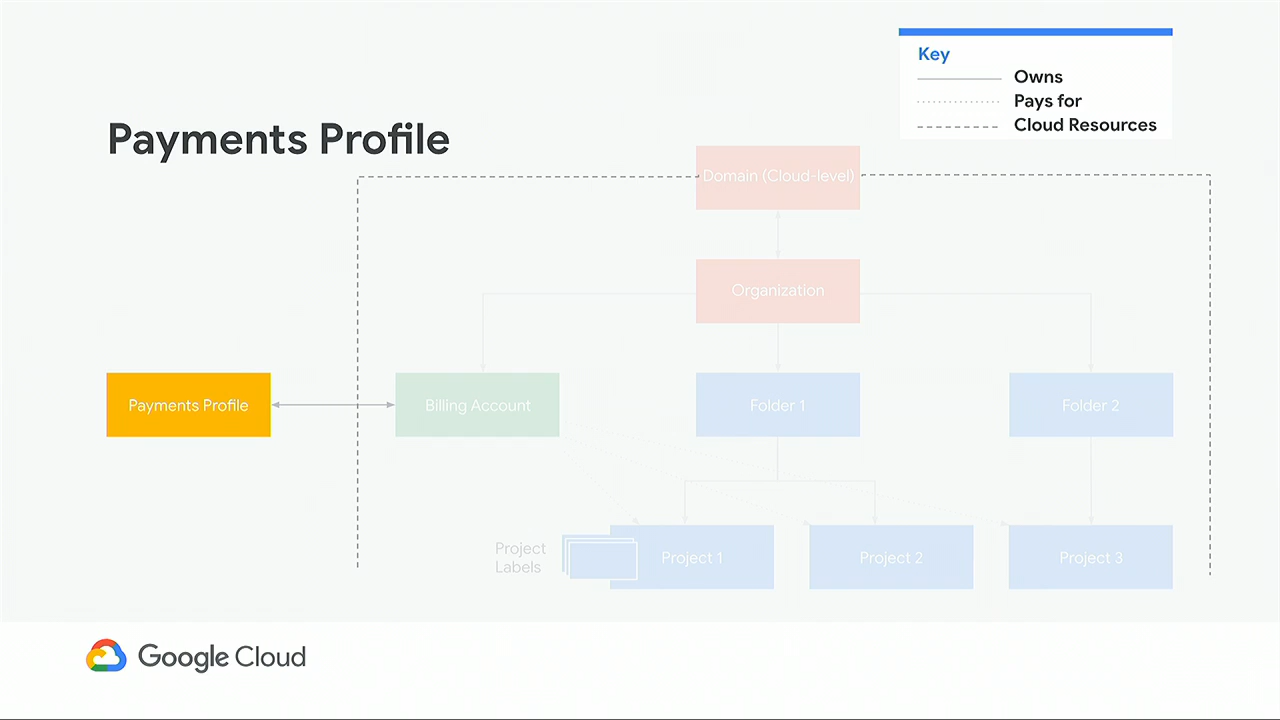 Key
Owns
Pays for
Cloud Resources
Payments Profile
Domain (Cloud-level)
Organization
Payments Profile
Billing Account
Folder 1
Folder 2
Project
Labels
Project 1
Project 2
Project 3
Google Cloud